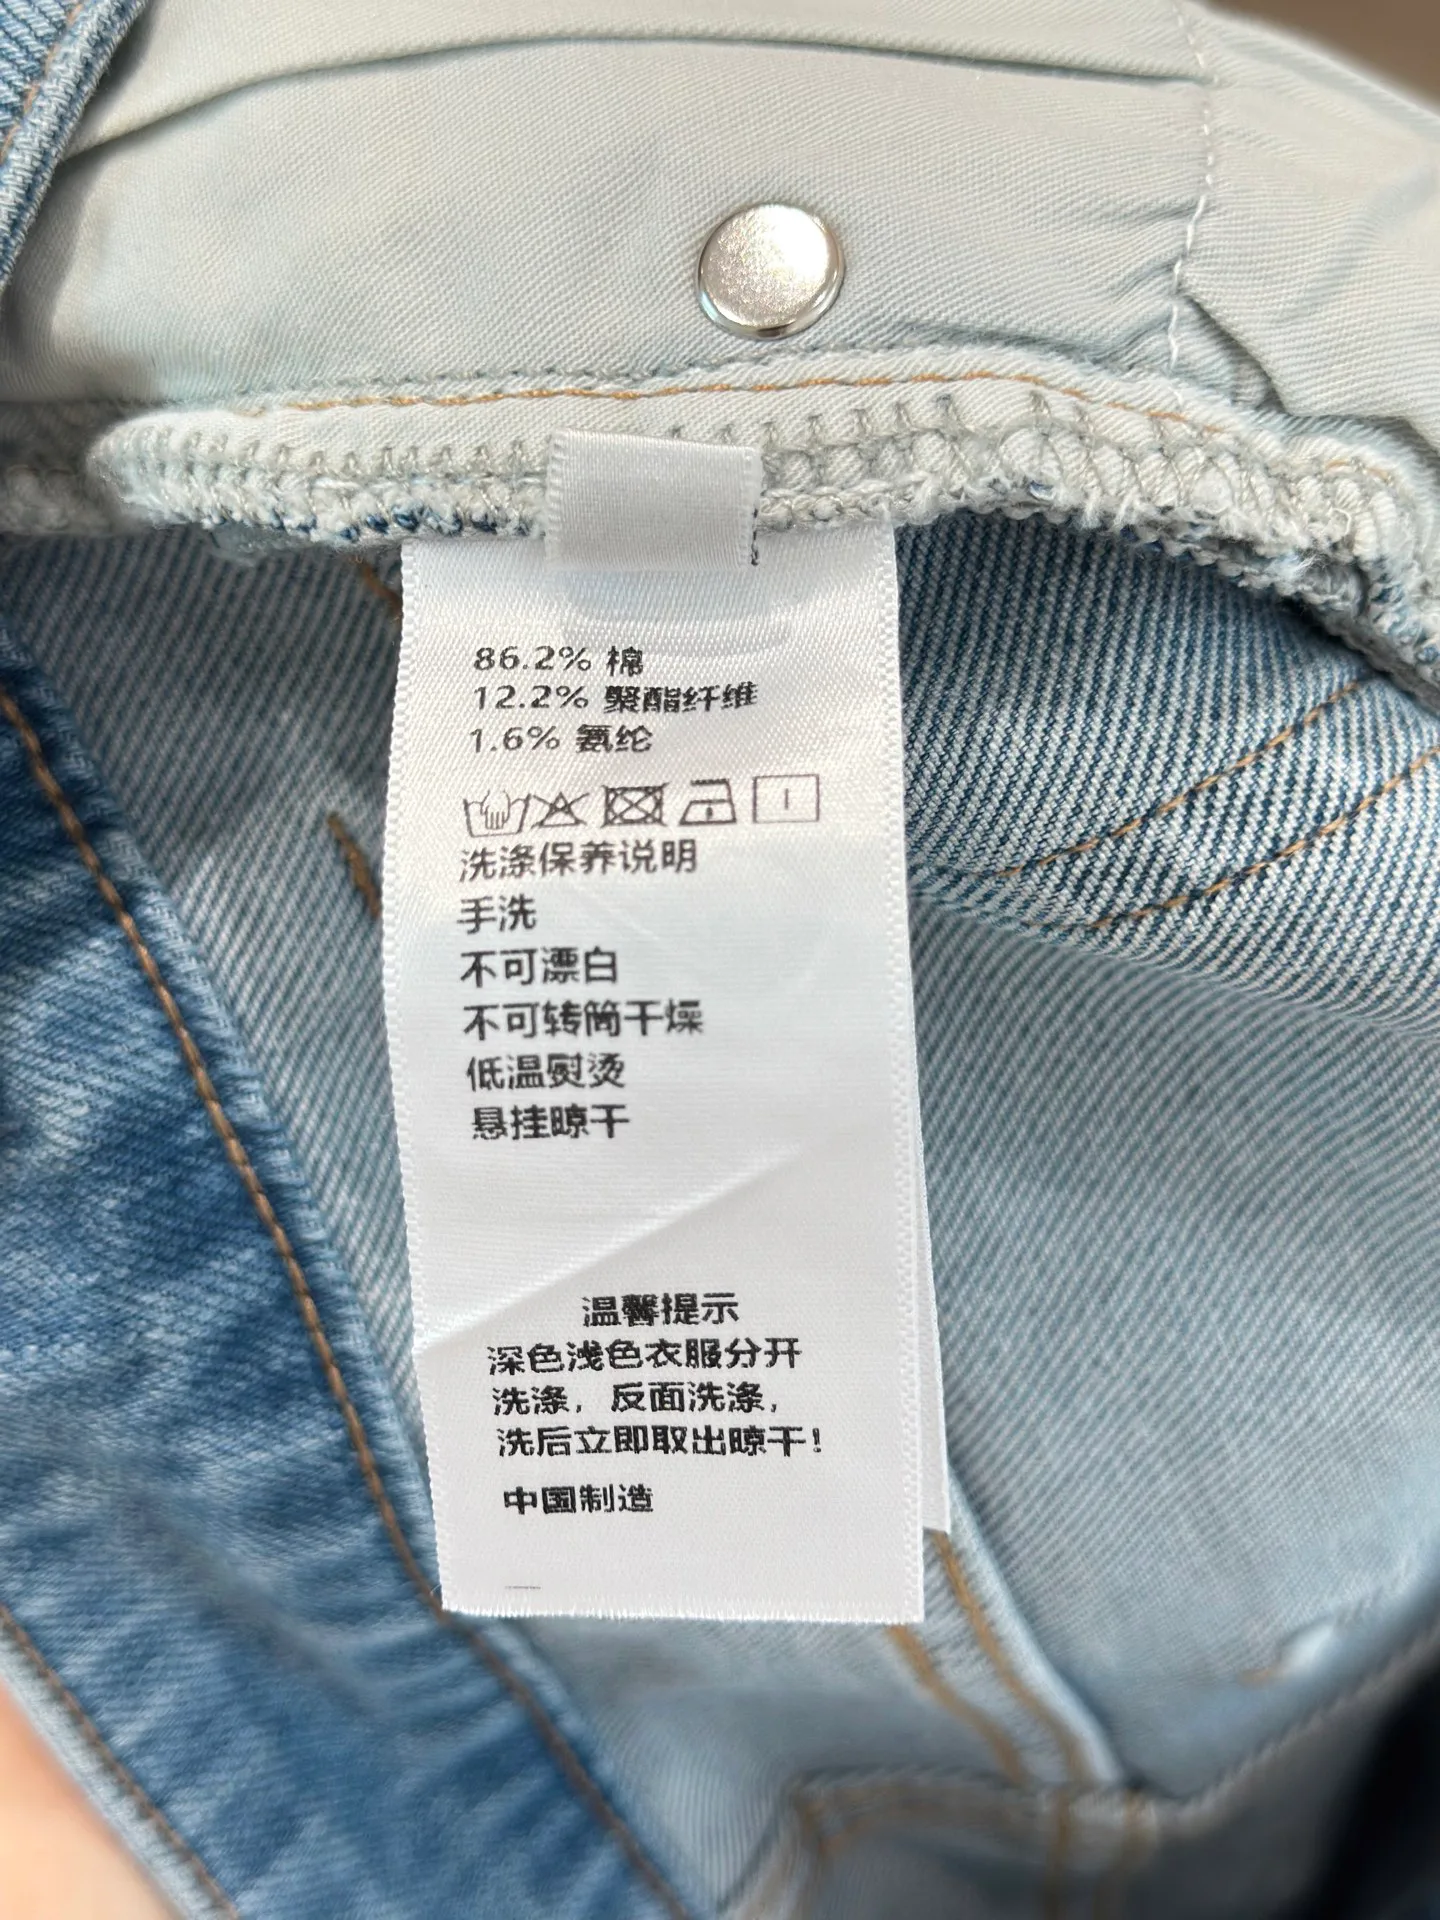 86.2% 棉
12.2% 聚酯纤维
1.6% 氨纶
洗涤保养说明
手洗
不可漂白
不可转筒干燥
低温熨烫
悬挂晾干
温馨提示
深色浅色衣服分开
洗涤，反面洗涤，
洗后立即取出晾干！
中国制造